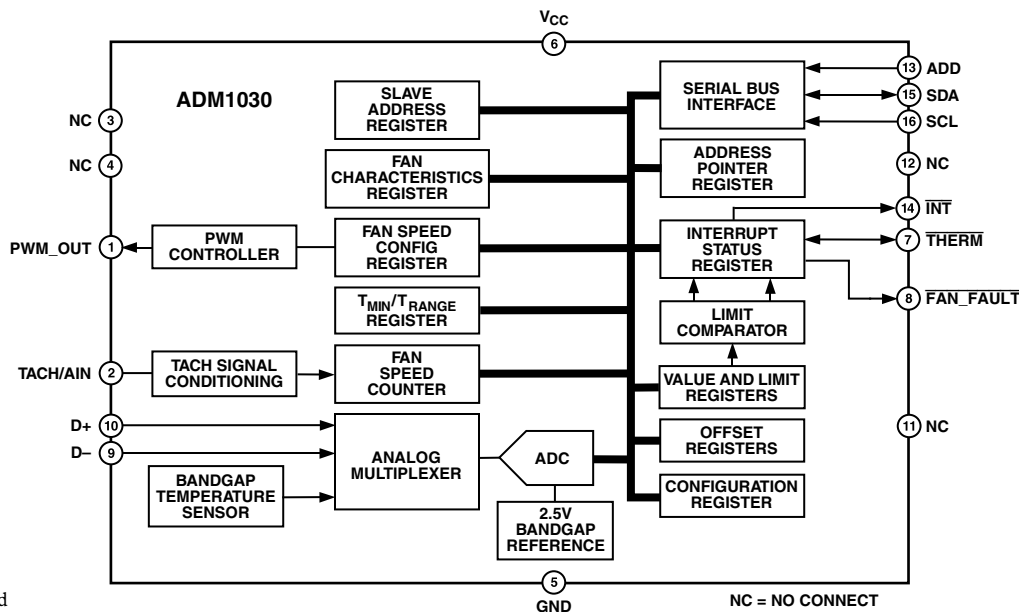 VCC
6
ADM1030
NC 3
NC 4
PWM_OUT 1
TACH/AIN 2
D+ 10
D– 9
PWM
CONTROLLER
TACH SIGNAL
CONDITIONING
BANDGAP
TEMPERATURE
SENSOR
SLAVE
ADDRESS
REGISTER
FAN
CHARACTERISTICS
REGISTER
FAN SPEED
CONFIG
REGISTER
TMIN/TRANGE
REGISTER
FAN
SPEED
COUNTER
ANALOG
MULTIPLEXER
ADC
2.5V
BANDGAP
REFERENCE
SERIAL BUS
INTERFACE
ADDRESS
POINTER
REGISTER
INTERRUPT
STATUS
REGISTER
LIMIT
COMPARATOR
VALUE AND LIMIT
REGISTERS
OFFSET
REGISTERS
CONFIGURATION
REGISTER
13 ADD
15 SDA
16 SCL
12 NC
14 INT
7 THERM
8 FAN_FAULT
11 NC
5
GND
NC = NO CONNECT
d